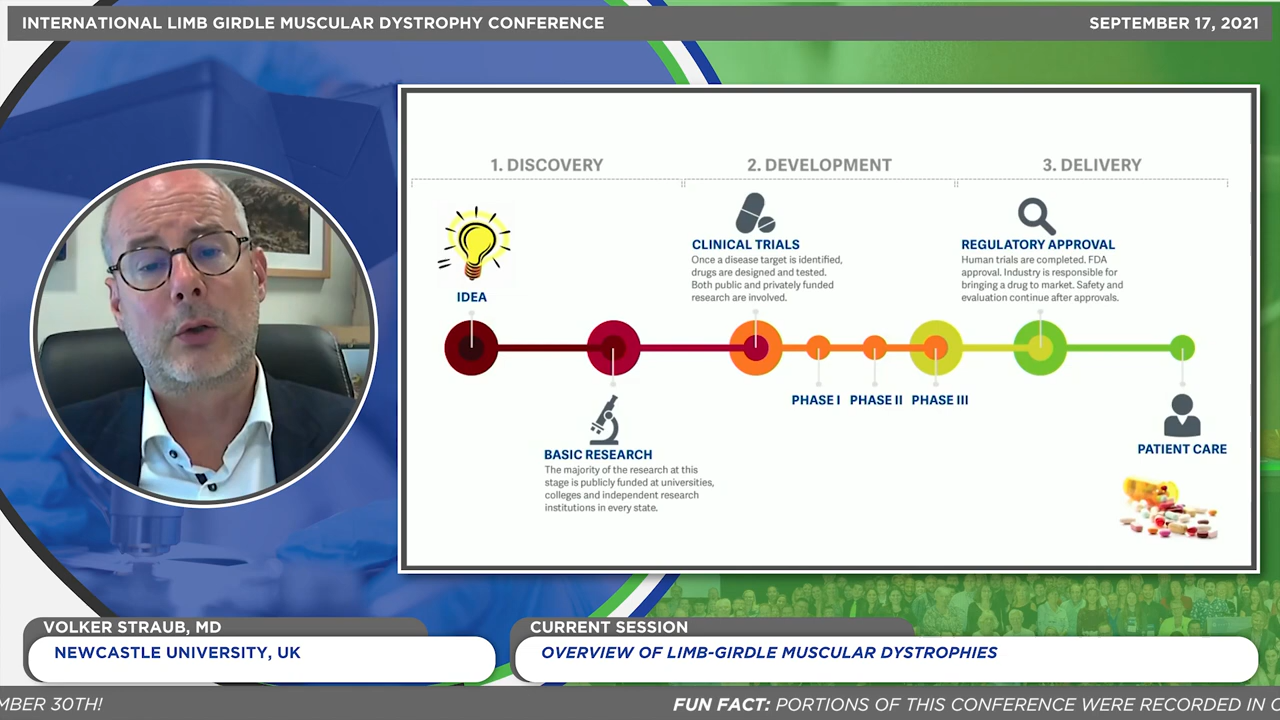 INTERNATIONAL LIMB GIRDLE MUSCULAR DYSTROPHY CONFERENCE
SEPTEMBER 17, 2021
1. DISCOVERY
2. DEVELOPMENT
3. DELIVERY
IDEA
CLINICAL TRIALS
Once a disease target is identified,
drugs are designed and tested.
Both public and privately funded
research are involved.
REGULATORY APPROVAL
Human trials are completed. FDA
approval. Industry is responsible for
bringing a drug to market. Safety and
evaluation continue after approvals.
PHASE I
PHASE II
PHASE III
BASIC RESEARCH
The majority of the research at this
stage is publicly funded at universities,
colleges and independent research
institutions in every state.
PATIENT CARE
VOLKER STRAUB, MD
NEWCASTLE UNIVERSITY, UK
CURRENT SESSION
OVERVIEW OF LIMB-GIRDLE MUSCULAR DYSTROPHIES
MBER 30TH!
FUN FACT: PORTIONS OF THIS CONFERENCE WERE RECORDED IN